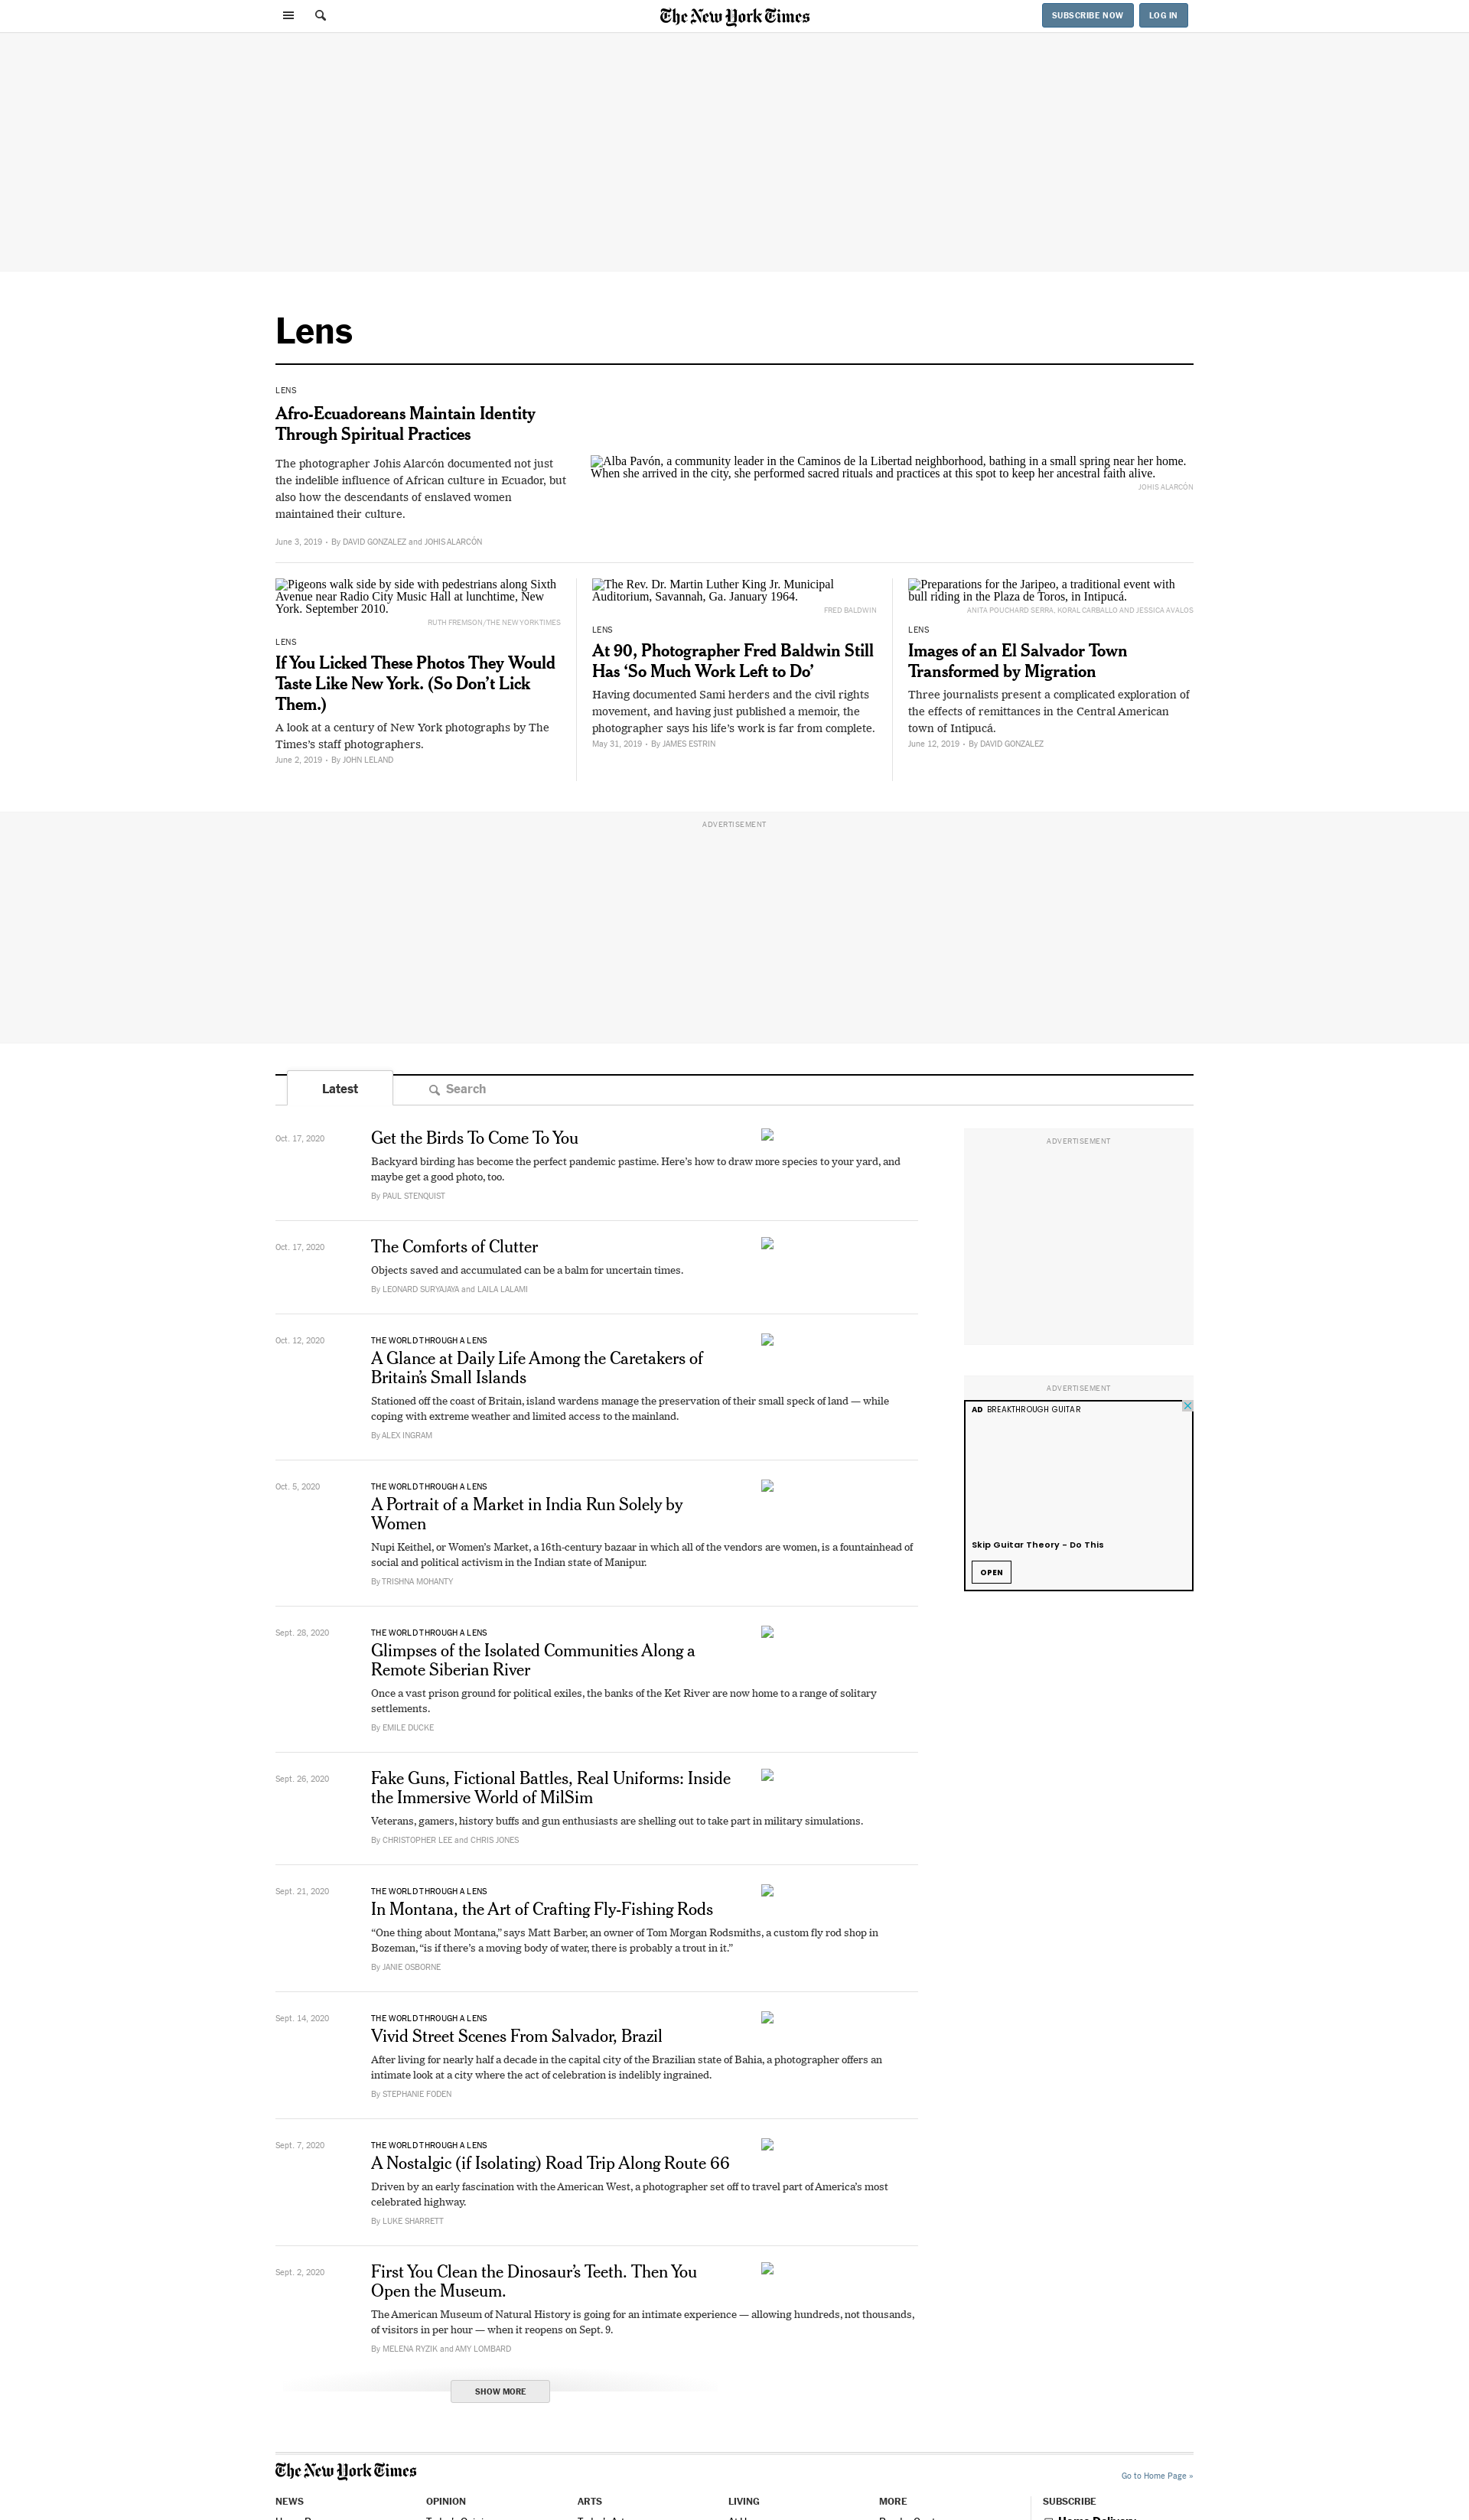 The New York Times
SUBSCRIBE NOW
LOG IN
Lens
LENS
Afro-Ecuadoreans Maintain Identity
Through Spiritual Practices
The photographer Johis Alarcón documented not just
the indelible influence of African culture in Ecuador, but
also how the descendants of enslaved women
maintained their culture.
June 3, 2019 • By DAVID GONZALEZ and JOHIS ALARCÓN
Alba Pavón, a community leader in the Caminos de la Libertad neighborhood, bathing in a small spring near her home.
When she arrived in the city, she performed sacred rituals and practices at this spot to keep her ancestral faith alive.
JOHIS ALARCÓN
Pigeons walk side by side with pedestrians along Sixth
Avenue near Radio City Music Hall at lunchtime, New
York. September 2010.
RUTH FREMSON/THE NEW YORK TIMES
LENS
If You Licked These Photos They Would
Taste Like New York. (So Don’t Lick
Them.)
A look at a century of New York photographs by The
Times’s staff photographers.
June 2, 2019 • By JOHN LELAND
The Rev. Dr. Martin Luther King Jr. Municipal
Auditorium, Savannah, Ga. January 1964.
FRED BALDWIN
LENS
At 90, Photographer Fred Baldwin Still
Has ‘So Much Work Left to Do’
Having documented Sami herders and the civil rights
movement, and having just published a memoir, the
photographer says his life’s work is far from complete.
May 31, 2019 • By JAMES ESTRIN
Preparations for the Jaripeo, a traditional event with
bull riding in the Plaza de Toros, in Intipucá.
ANITA POUCHARD SERRA, KORAL CARBALLO AND JESSICA AVALOS
LENS
Images of an El Salvador Town
Transformed by Migration
Three journalists present a complicated exploration of
the effects of remittances in the Central American
town of Intipucá.
June 12, 2019 • By DAVID GONZALEZ
ADVERTISEMENT
Latest
Search
Oct. 17, 2020
Get the Birds To Come To You
Backyard birding has become the perfect pandemic pastime. Here’s how to draw more species to your yard, and
maybe get a good photo, too.
By PAUL STENQUIST
Oct. 17, 2020
The Comforts of Clutter
Objects saved and accumulated can be a balm for uncertain times.
By LEONARD SURYAJAYA and LAILA LALAMI
Oct. 12, 2020
THE WORLD THROUGH A LENS
A Glance at Daily Life Among the Caretakers of
Britain’s Small Islands
Stationed off the coast of Britain, island wardens manage the preservation of their small speck of land — while
coping with extreme weather and limited access to the mainland.
By ALEX INGRAM
Oct. 5, 2020
THE WORLD THROUGH A LENS
A Portrait of a Market in India Run Solely by
Women
Nupi Keithel, or Women’s Market, a 16th-century bazaar in which all of the vendors are women, is a fountainhead of
social and political activism in the Indian state of Manipur.
By TRISHNA MOHANTY
Sept. 28, 2020
THE WORLD THROUGH A LENS
Glimpses of the Isolated Communities Along a
Remote Siberian River
Once a vast prison ground for political exiles, the banks of the Ket River are now home to a range of solitary
settlements.
By EMILE DUCKE
Sept. 26, 2020
Fake Guns, Fictional Battles, Real Uniforms: Inside
the Immersive World of MilSim
Veterans, gamers, history buffs and gun enthusiasts are shelling out to take part in military simulations.
By CHRISTOPHER LEE and CHRIS JONES
Sept. 21, 2020
THE WORLD THROUGH A LENS
In Montana, the Art of Crafting Fly-Fishing Rods
“One thing about Montana,” says Matt Barber, an owner of Tom Morgan Rodsmiths, a custom fly rod shop in
Bozeman, “is if there’s a moving body of water, there is probably a trout in it.”
By JANIE OSBORNE
Sept. 14, 2020
THE WORLD THROUGH A LENS
Vivid Street Scenes From Salvador, Brazil
After living for nearly half a decade in the capital city of the Brazilian state of Bahia, a photographer offers an
intimate look at a city where the act of celebration is indelibly ingrained.
By STEPHANIE FODEN
Sept. 7, 2020
THE WORLD THROUGH A LENS
A Nostalgic (if Isolating) Road Trip Along Route 66
Driven by an early fascination with the American West, a photographer set off to travel part of America’s most
celebrated highway.
By LUKE SHARRETT
Sept. 2, 2020
First You Clean the Dinosaur’s Teeth. Then You
Open the Museum.
The American Museum of Natural History is going for an intimate experience — allowing hundreds, not thousands,
of visitors in per hour — when it reopens on Sept. 9.
By MELENA RYZIK and AMY LOMBARD
SHOW MORE
ADVERTISEMENT
ADVERTISEMENT
AD BREAKTHROUGH GUITAR
Skip Guitar Theory - Do This
OPEN
The New York Times
Go to Home Page »
NEWS
OPINION
ARTS
LIVING
MORE
SUBSCRIBE